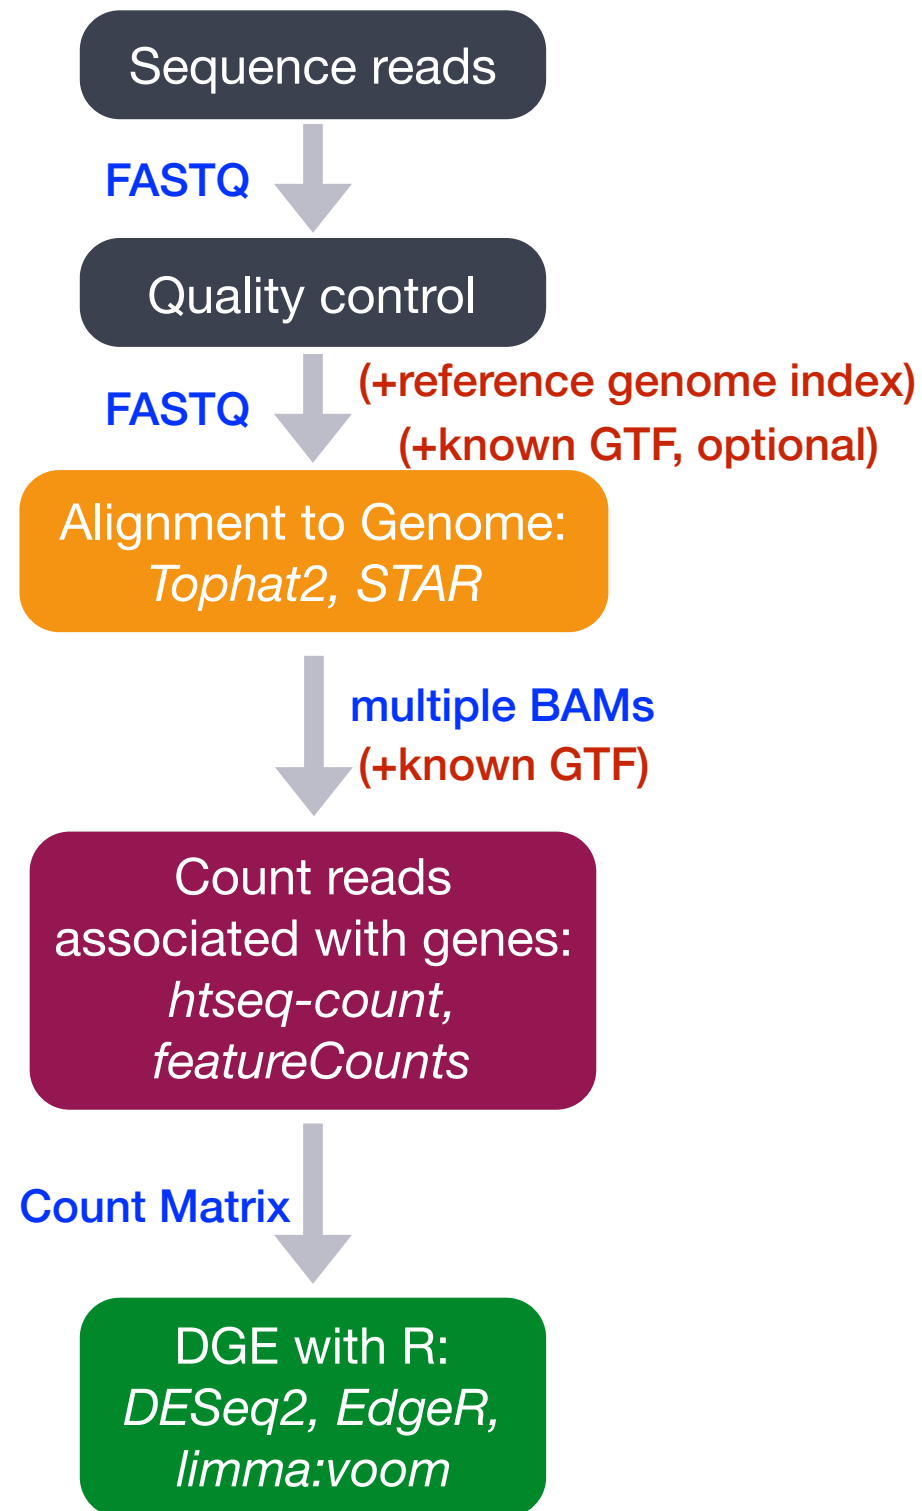 Sequence reads
FASTQ
Quality control
FASTQ
(+reference genome index)
(+known GTF, optional)
Alignment to Genome:
Tophat2, STAR
multiple BAMs
(+known GTF)
Count reads
associated with genes:
htseq-count,
featureCounts
Count Matrix
DGE with R:
DESeq2, EdgeR,
limma:voom